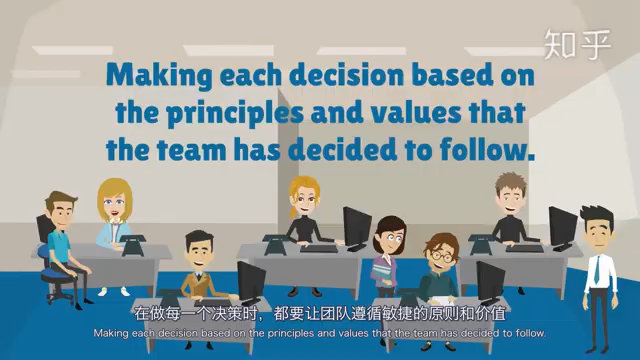 知乎
Making each decision based on
the principles and values that
the team has decided to follow.
在做每一个决策时，都要让团队遵循敏捷的原则和价值
Making each decision based on the principles and values that the team has decided to follow.